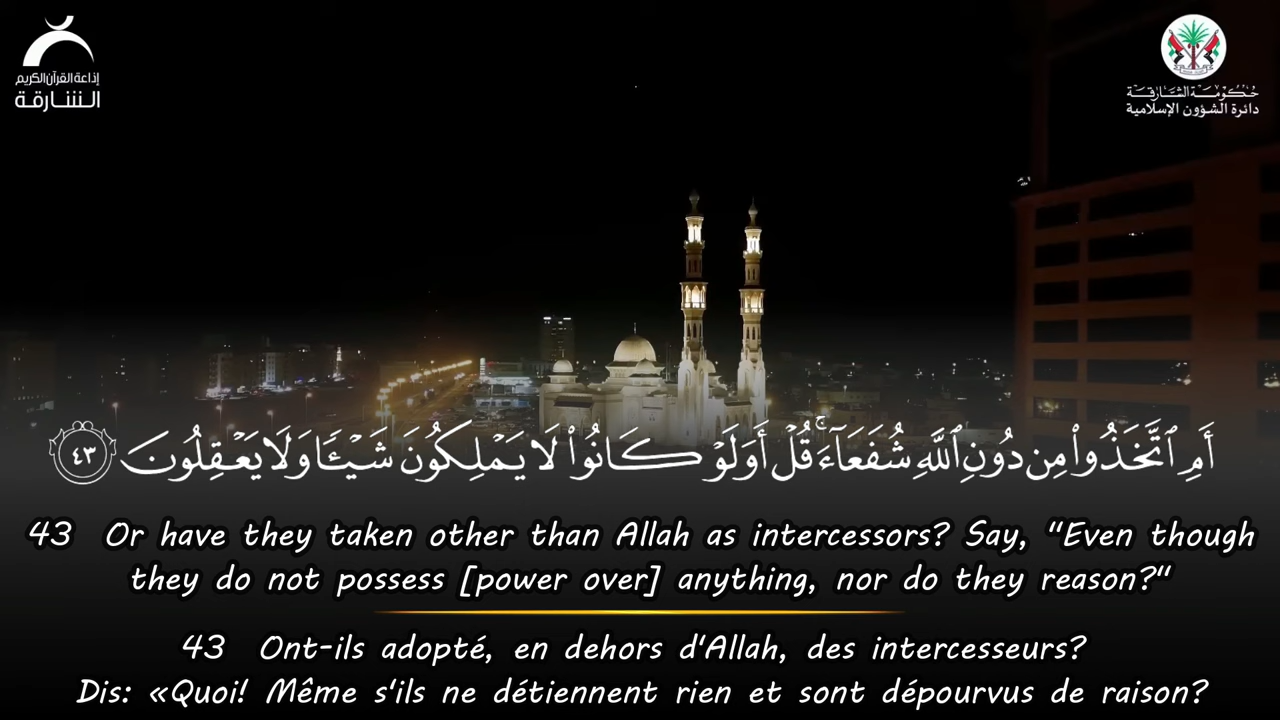 إذاعة القرآن الكريم
الشارقة
حكومة الشارقة
دائرة الشؤون الإسلامية
أَمِ ٱتَّخَذُوا۟ مِن دُونِ ٱللَّهِ شُفَعَآءَ ۚ قُلْ أَوَلَوْ كَانُوا۟ لَا يَمْلِكُونَ شَيْـًٔا وَلَا يَعْقِلُونَ ٤٣
43 Or have they taken other than Allah as intercessors? Say, "Even though
they do not possess [power over] anything, nor do they reason?"
43 Ont-ils adopté, en dehors d'Allah, des intercesseurs?
Dis: «Quoi! Même s'ils ne détiennent rien et sont dépourvus de raison?